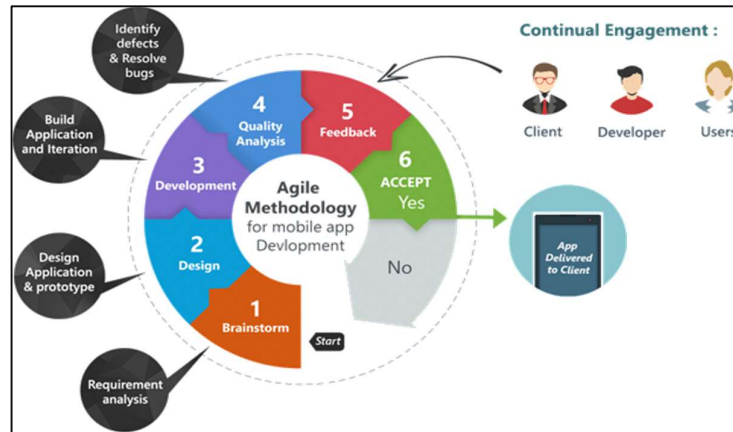 Identify
defects
& Resolve
bugs
Continual Engagement :
Client
Developer
Users
4
Quality
Analysis
5
Feedback
Build
Application
and Iteration
3
Development
6
ACCEPT
Yes
Agile
Methodology
for mobile app
Devlopment
Design
Application
& prototype
2
Design
No
App
Delivered
to Client
1
Brainstorm
Start
Requirement
analysis